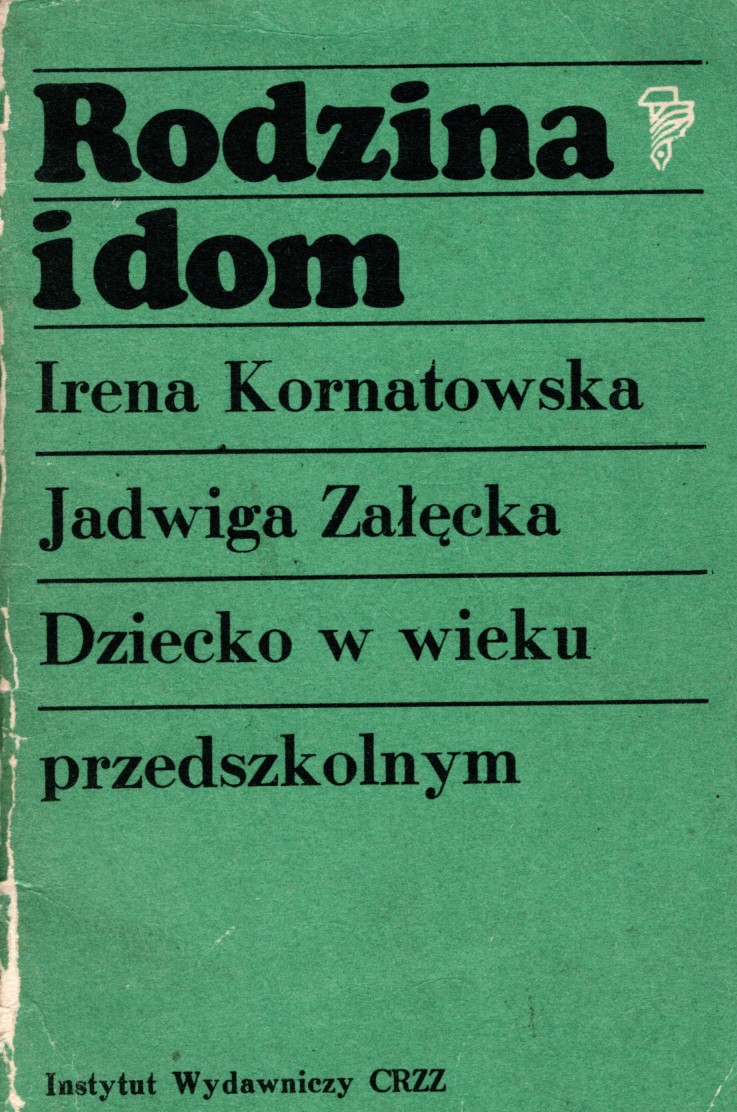 Rodzina
i dom
Irena Kornatowska
Jadwiga Załęcka
Dziecko w wieku
przedszkolnym
Instytut Wydawniczy CRZZ